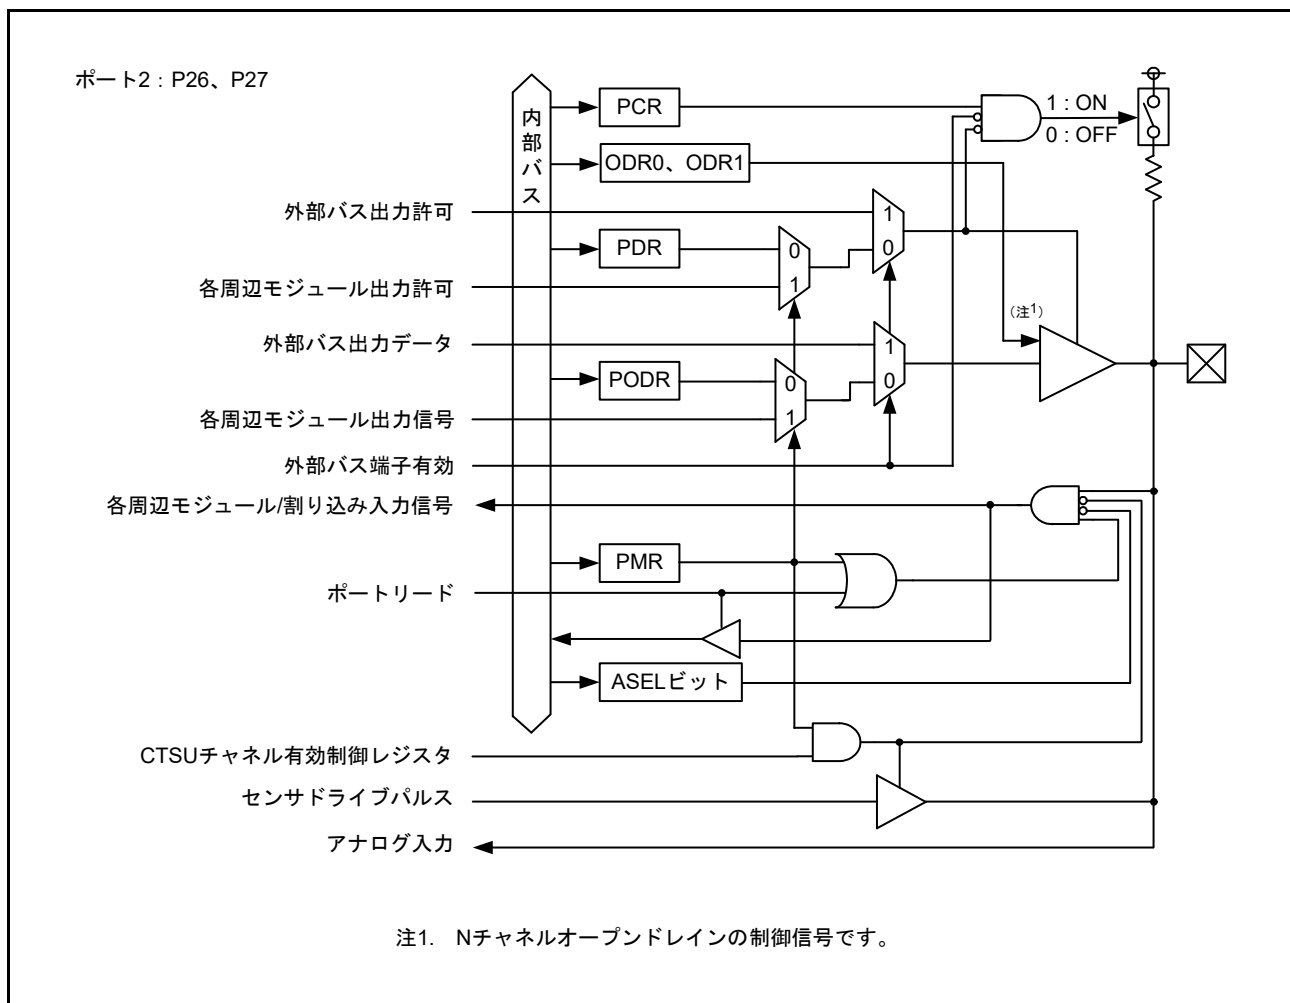 ポート2：P26、P27
内部バス
PCR
1 : ON
0 : OFF
ODR0、ODR1
外部バス出力許可
1
0
PDR
0
1
各周辺モジュール出力許可
（注1）
外部バス出力データ
1
0
PODR
0
1
各周辺モジュール出力信号
外部バス端子有効
各周辺モジュール/割り込み入力信号
PMR
ポートリード
ASELビット
CTSUチャネル有効制御レジスタ
センサドライブパルス
アナログ入力
注1. Nチャネルオープンドレインの制御信号です。